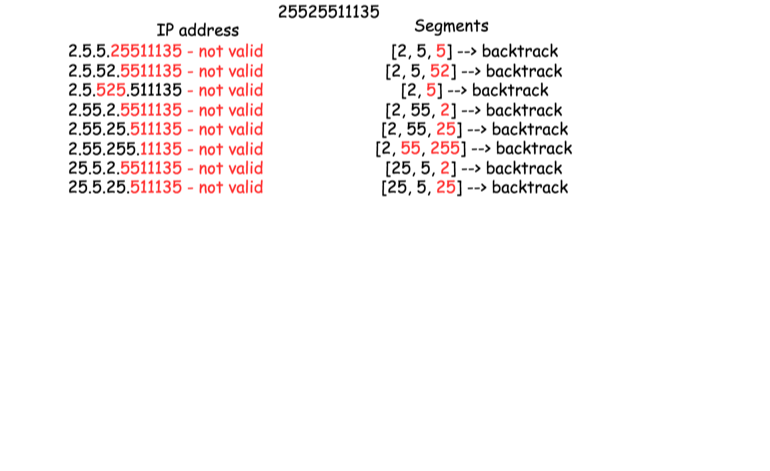 25525511135
IP address Segments
2.5.5.25511135 - not valid [2, 5, 5] --> backtrack
2.5.52.5511135 - not valid [2, 5, 52] --> backtrack
2.5.525.511135 - not valid [2, 5] --> backtrack
2.55.2.5511135 - not valid [2, 55, 2] --> backtrack
2.55.25.511135 - not valid [2, 55, 25] --> backtrack
2.55.255.11135 - not valid [2, 55, 255] --> backtrack
25.5.2.5511135 - not valid [25, 5, 2] --> backtrack
25.5.25.511135 - not valid [25, 5, 25] --> backtrack